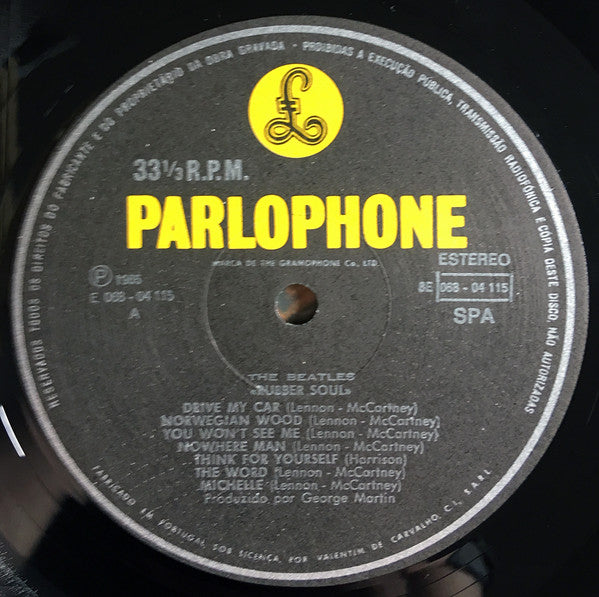 RESERVADOS TODOS OS DIREITOS DO FABRICANTE E DO PROPRIETÁRIO DA OBRA GRAVADA - PROIBIDAS A EXECUÇÃO PÚBLICA, TRANSMISSÃO RADIOFÓNICA E CÓPIA DESTE DISCO NÃO AUTORIZADAS
£
33 1/3 R.P.M.
PARLOPHONE
MARCA DE THE GRAMOPHONE Co., LTD.
℗ 1965
E 068 - 04 115
A
ESTEREO
8E 068 - 04 115
SPA
THE BEATLES
«RUBBER SOUL»
DRIVE MY CAR (Lennon - McCartney)
NORWEGIAN WOOD (Lennon - McCartney)
YOU WON'T SEE ME (Lennon - McCartney)
NOWHERE MAN (Lennon - McCartney)
THINK FOR YOURSELF (Harrison)
THE WORD (Lennon - McCartney)
MICHELLE (Lennon - McCartney)
Produzido por George Martin
FABRICADO EM PORTUGAL SOB LICENÇA, POR VALENTIM DE CARVALHO, C.I., S.A.R.L.